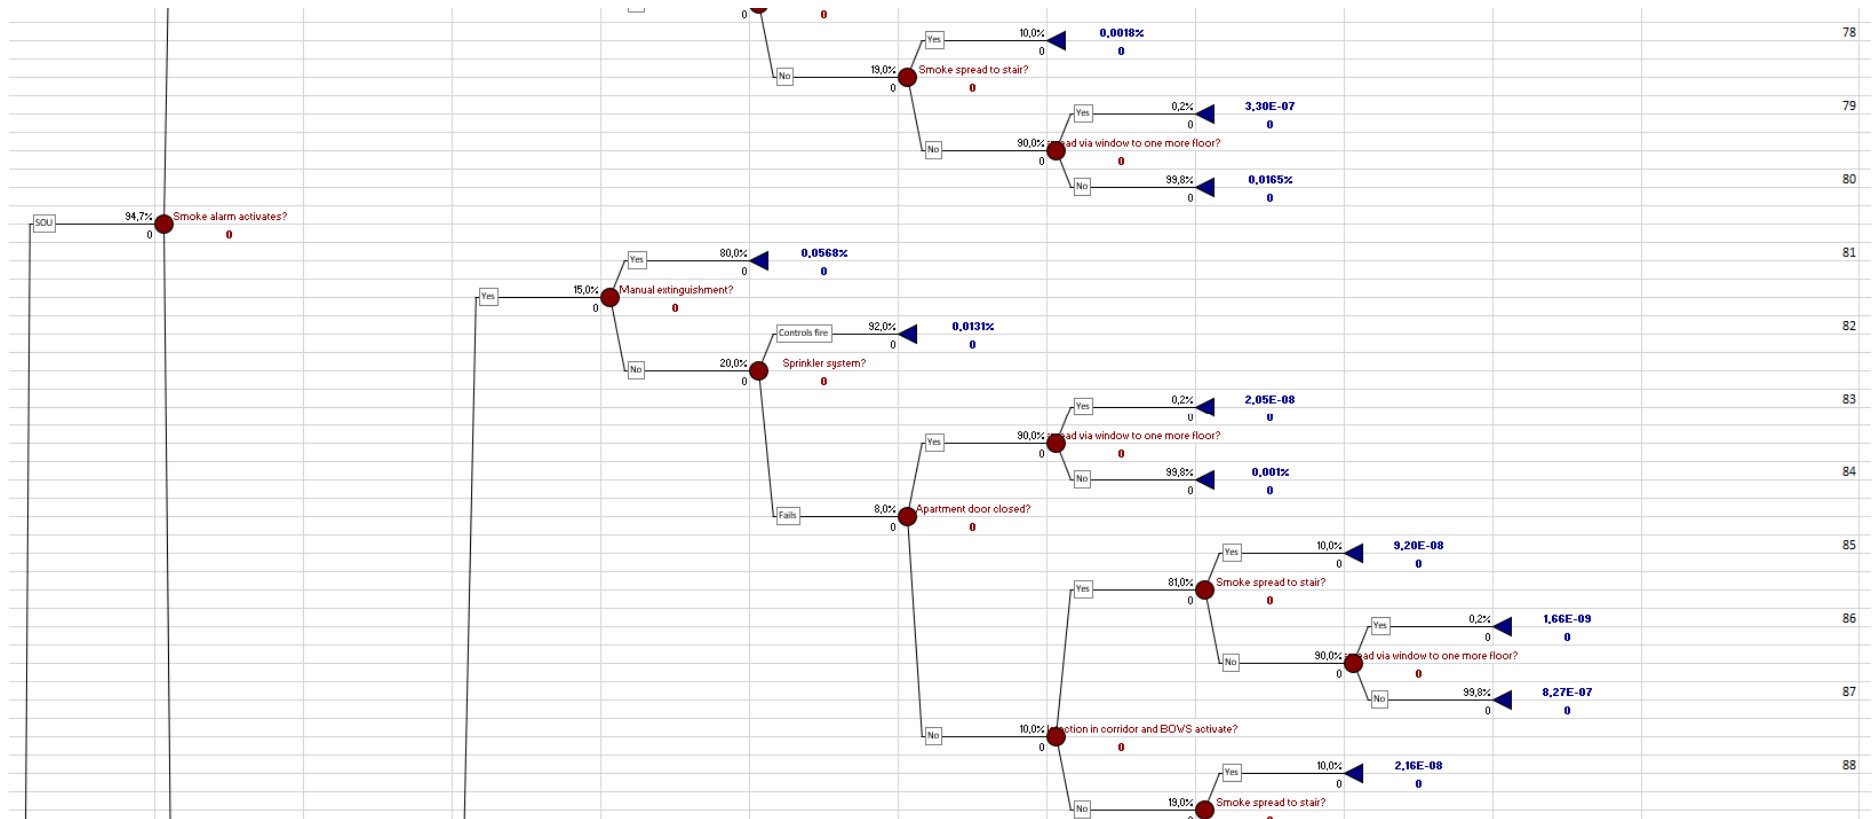 0 0
78
Yes 10,0% 0,0018%
0 0
No 19,0% Smoke spread to stair?
0 0
79
Yes 0,2% 3,30E-07
0 0
No 90,0% ead via window to one more floor?
0 0
80
Yes
No 99,8% 0,0165%
0 0
SOU 94,7% Smoke alarm activates?
0 0
81
Yes 80,0% 0,0568%
0 0
Yes 15,0% Manual extinguishment?
0 0
82
Controls fire 92,0% 0,0131%
0 0
No 20,0% Sprinkler system?
0 0
83
Yes 0,2% 2,05E-08
0 0
Yes 90,0% ead via window to one more floor?
0 0
84
No 99,8% 0,001%
0 0
Fails 8,0% Apartment door closed?
0 0
85
Yes 10,0% 9,20E-08
0 0
Yes 81,0% Smoke spread to stair?
0 0
86
Yes 0,2% 1,66E-09
0 0
No 90,0% ead via window to one more floor?
0 0
87
No 99,8% 8,27E-07
0 0
No 10,0% ction in corridor and BOVS activate?
0 0
88
Yes 10,0% 2,16E-08
0 0
No 19,0% Smoke spread to stair?